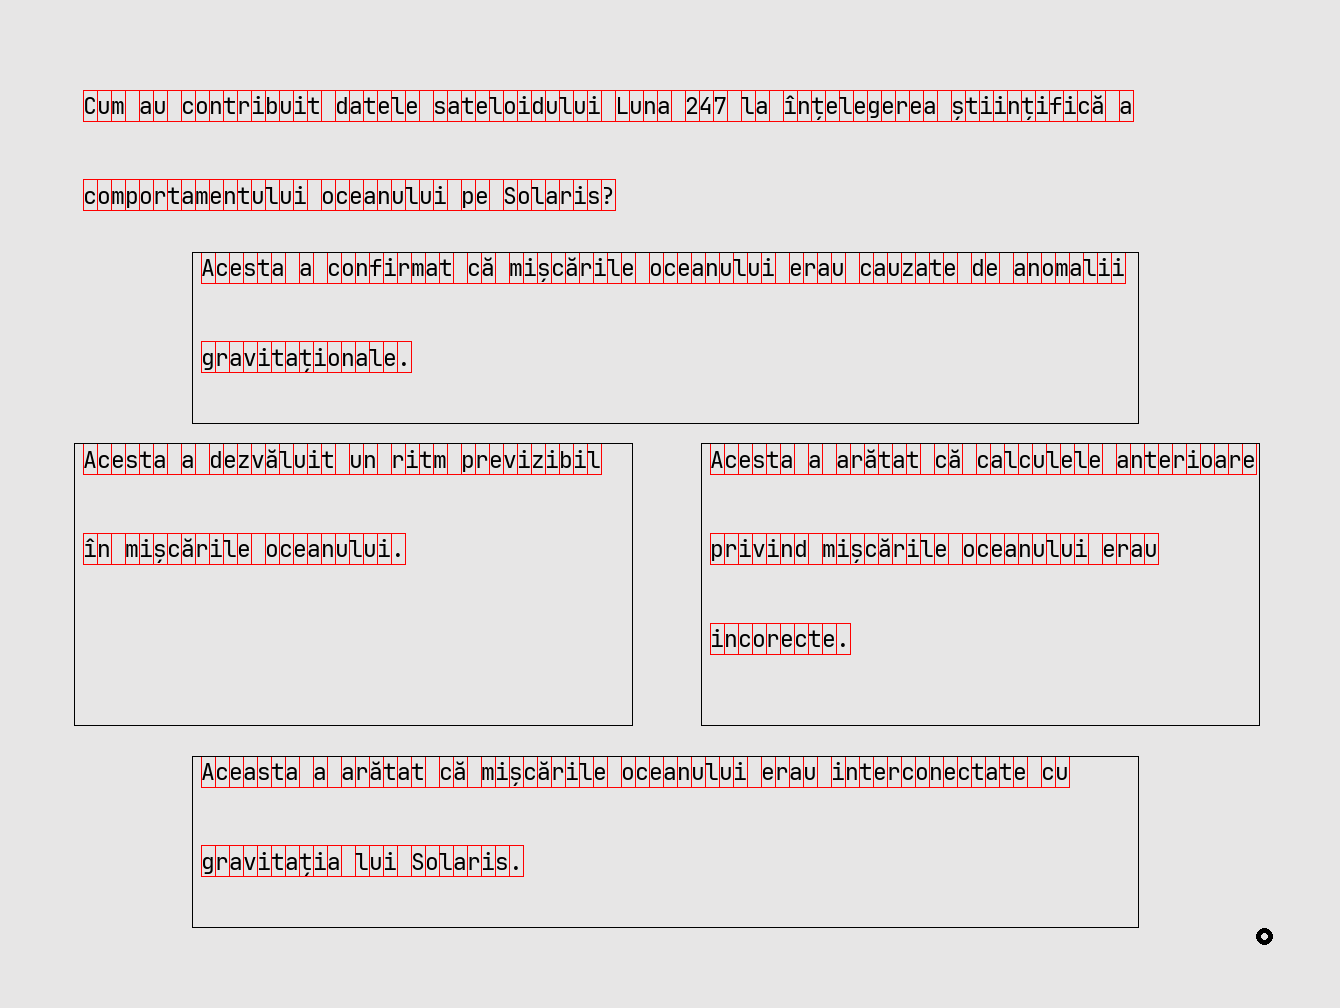 Cum au contribuit datele sateloidului Luna 247 la înțelegerea științifică a
comportamentului oceanului pe Solaris?
Acesta a confirmat că mișcările oceanului erau cauzate de anomalii
gravitaționale.
Acesta a dezvăluit un ritm previzibil
în mișcările oceanului.
Acesta a arătat că calculele anterioare
privind mișcările oceanului erau
incorecte.
Aceasta a arătat că mișcările oceanului erau interconectate cu
gravitația lui Solaris.